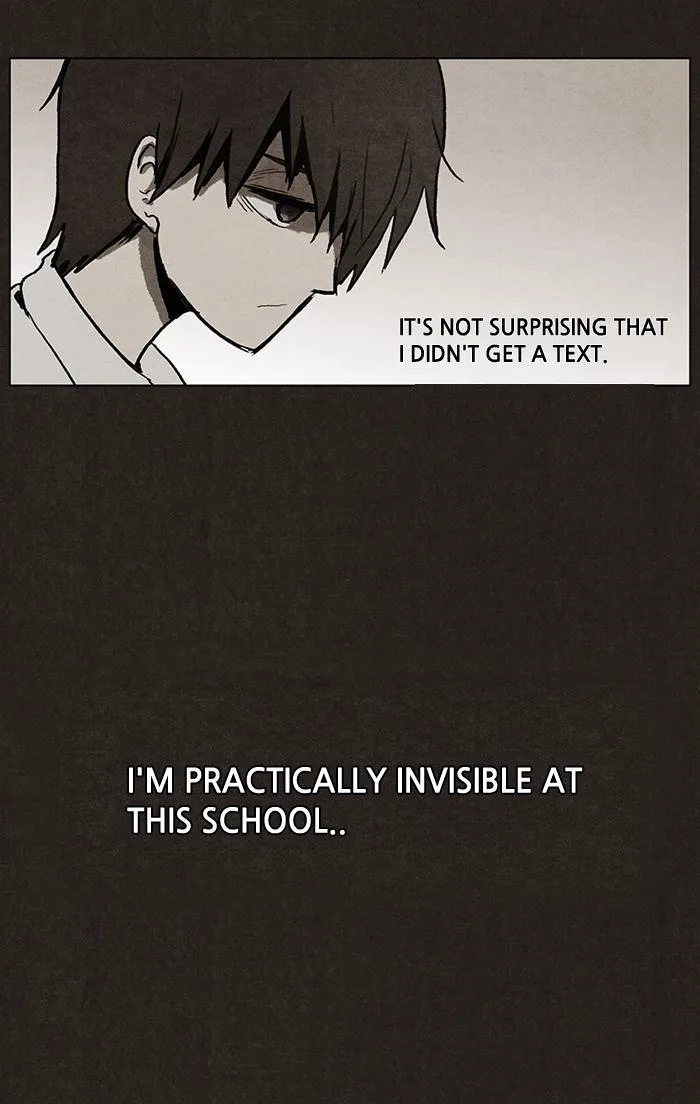 IT'S NOT SURPRISING THAT
I DIDN'T GET A TEXT.
I'M PRACTICALLY INVISIBLE AT
THIS SCHOOL..